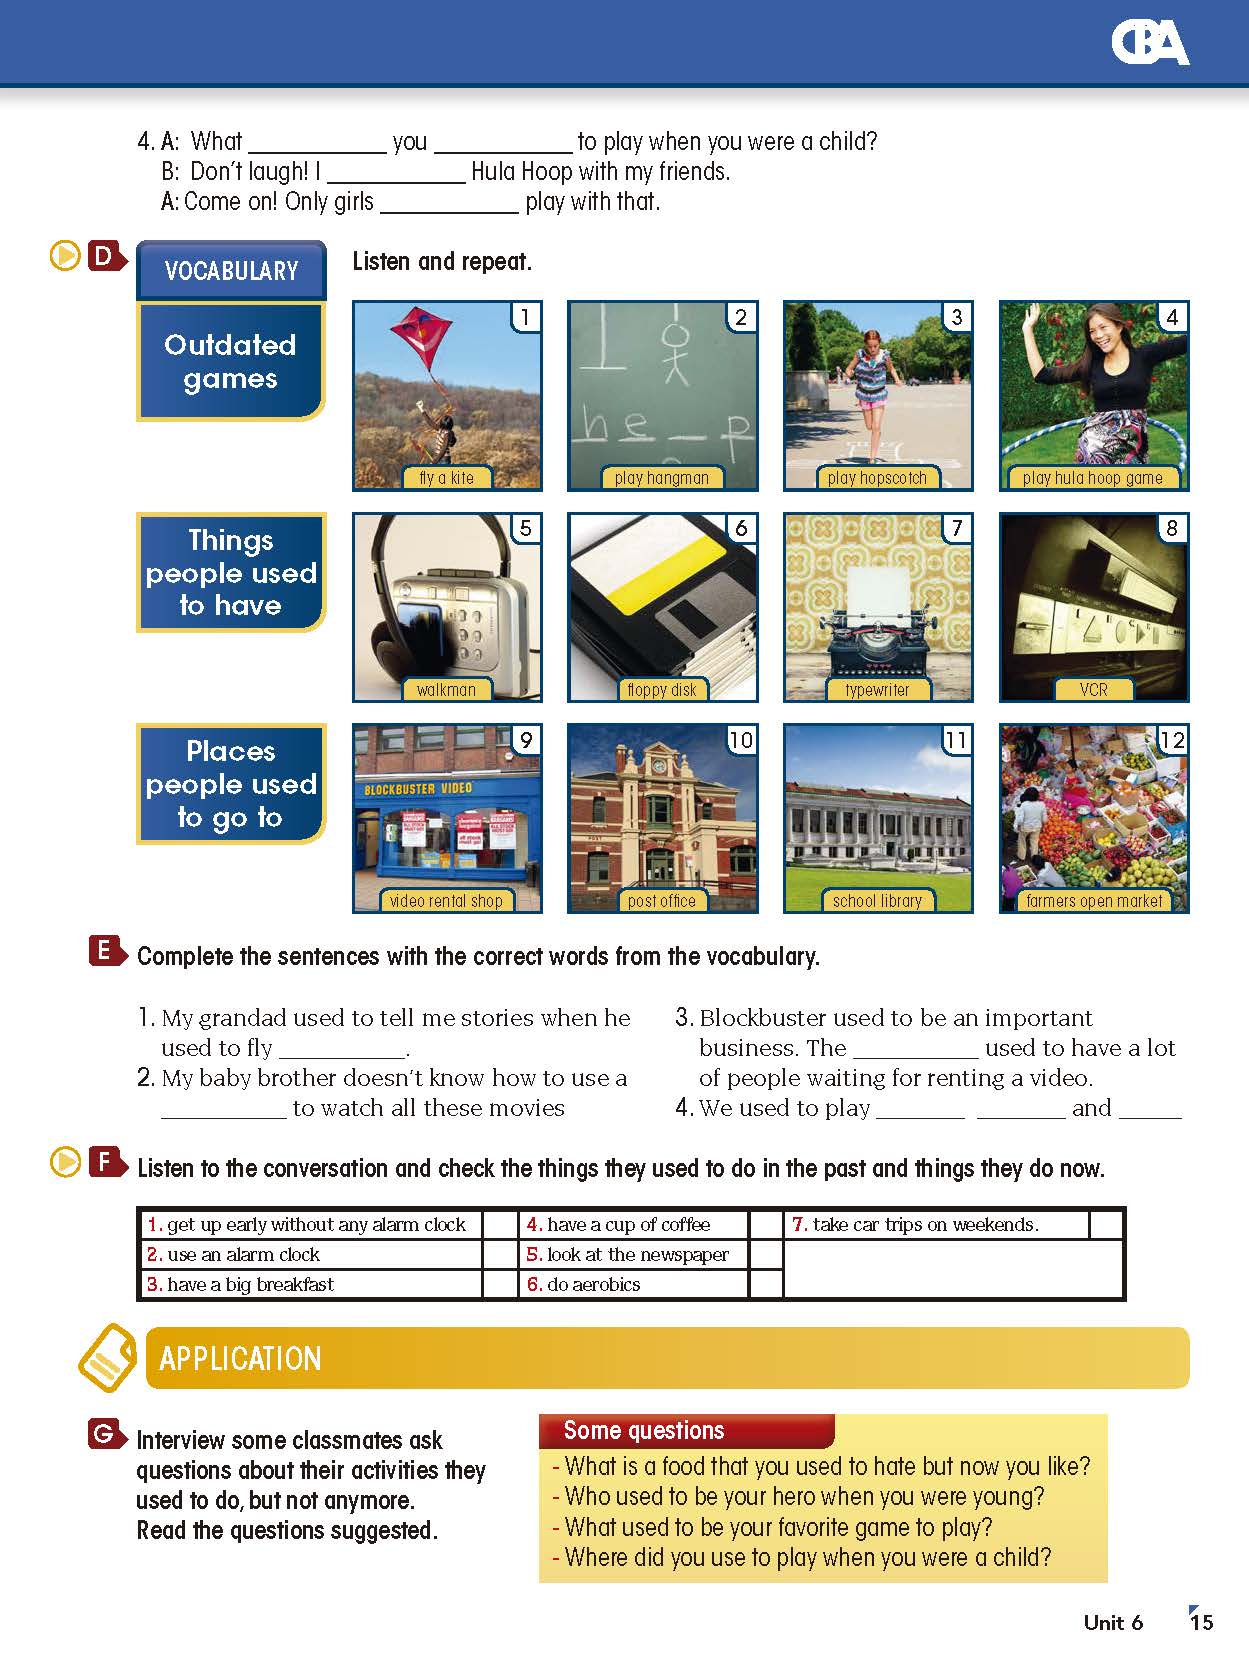 CBA
4. A: What ___________ you ___________ to play when you were a child?
B: Don't laugh! I ___________ Hula Hoop with my friends.
A: Come on! Only girls ___________ play with that.
D
VOCABULARY
Listen and repeat.
Outdated
games
1
fly a kite
2
he_p
play hangman
3
play hopscotch
4
play hula hoop game
Things
people used
to have
5
walkman
6
floppy disk
7
typewriter
8
VCR
Places
people used
to go to
9
BLOCKBUSTER VIDEO
video rental shop
10
POST
post office
11
school library
12
farmers open market
E
Complete the sentences with the correct words from the vocabulary.
1. My grandad used to tell me stories when he
used to fly __________.
2. My baby brother doesn't know how to use a
__________ to watch all these movies
3. Blockbuster used to be an important
business. The __________ used to have a lot
of people waiting for renting a video.
4. We used to play _______ _______ and _____
F
Listen to the conversation and check the things they used to do in the past and things they do now.
1. get up early without any alarm clock
4. have a cup of coffee
7. take car trips on weekends.
2. use an alarm clock
5. look at the newspaper
3. have a big breakfast
6. do aerobics
APPLICATION
G
Interview some classmates ask
questions about their activities they
used to do, but not anymore.
Read the questions suggested.
Some questions
- What is a food that you used to hate but now you like?
- Who used to be your hero when you were young?
- What used to be your favorite game to play?
- Where did you use to play when you were a child?
Unit 6
15